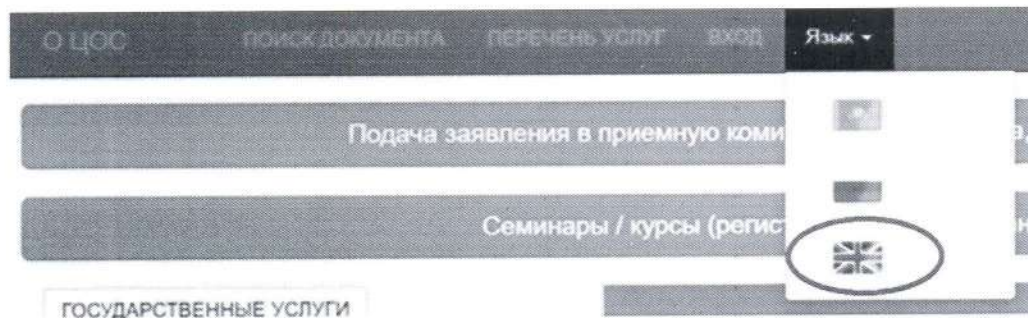 О ЦОС ПОИСК ДОКУМЕНТА ПЕРЕЧЕНЬ УСЛУГ ВХОД Язык
Подача заявления в приемную коми
Семинары / курсы (регист
ГОСУДАРСТВЕННЫЕ УСЛУГИ